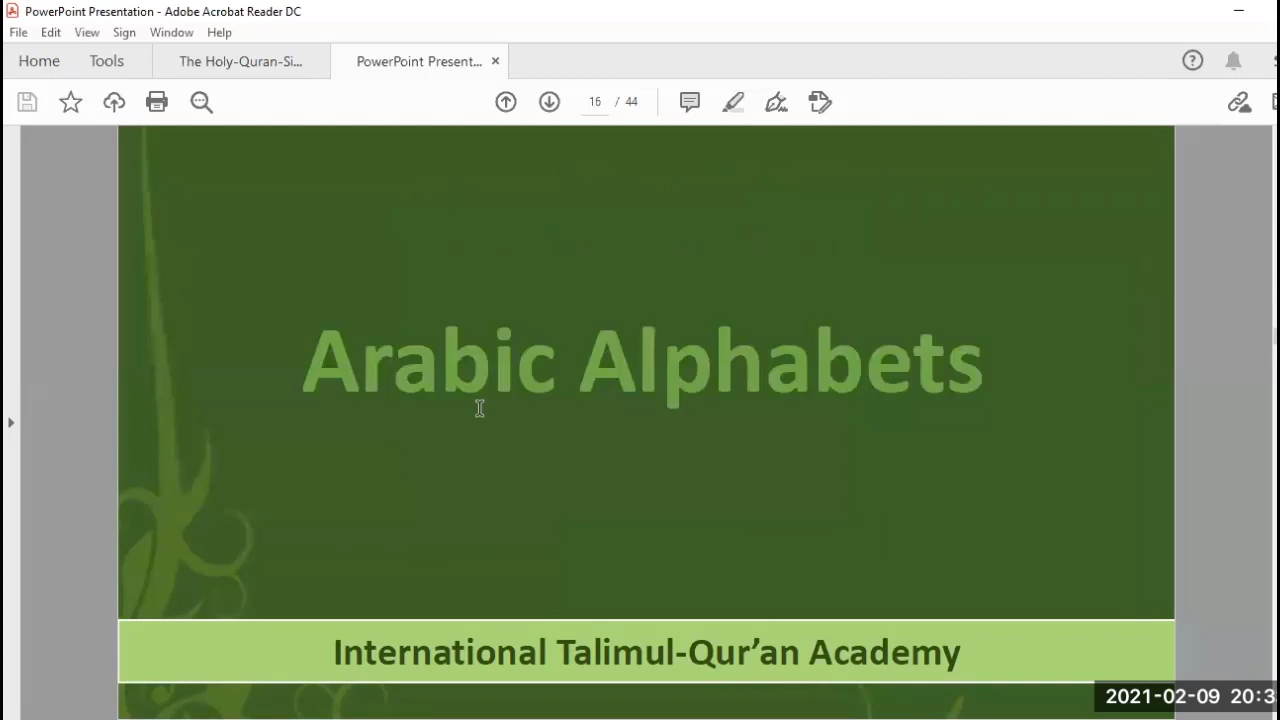 PowerPoint Presentation - Adobe Acrobat Reader DC
File Edit View Sign Window Help
Home Tools The Holy-Quran-Si... PowerPoint Present... ×
16 / 44
Arabic Alphabets
International Talimul-Qur’an Academy
2021-02-09 20:3